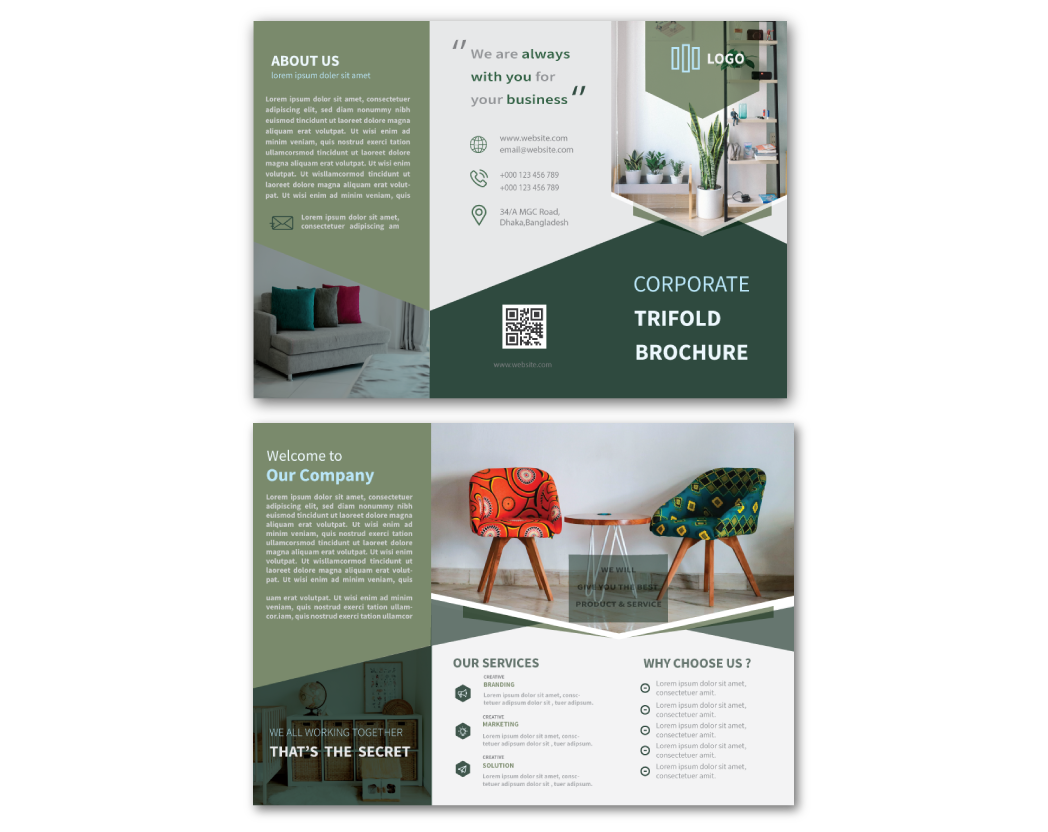 ABOUT US
lorem ipsum dolor sit amet
Lorem ipsum dolor sit amet, consectetuer
adipiscing elit, sed diam nonummy nibh
euismod tincidunt ut laoreet dolore magna
aliquam erat volutpat. Ut wisi enim ad
minim veniam, quis nostrud exerci tation
ullamcorsmod tincidunt ut laoreet dolore
magna aliquam erat volutpat. Ut wisi enim
volutpat. Ut wisllamcormod tincidunt ut
laoreet dolore magna aliquam erat volut-
pat. Ut wisi enim ad minim veniam, quis
Lorem ipsum dolor sit amet,
consectetuer adipiscing am
"We are always
with you for
your business"
www.website.com
email@website.com
+000 123 456 789
+000 123 456 789
34/A MGC Road,
Dhaka,Bangladesh
www.website.com
LOGO
CORPORATE
TRIFOLD
BROCHURE
Welcome to
Our Company
Lorem ipsum dolor sit amet, consectetuer
adipiscing elit, sed diam nonummy nibh
euismod tincidunt ut laoreet dolore magna
aliquam erat volutpat. Ut wisi enim ad
minim veniam, quis nostrud exerci tation
ullamcorsmod tincidunt ut laoreet dolore
magna aliquam erat volutpat. Ut wisi enim
volutpat. Ut wisllamcormod tincidunt ut
laoreet dolore magna aliquam erat volut-
pat. Ut wisi enim ad minim veniam, quis
uam erat volutpat. Ut wisi enim ad minim
veniam, quis nostrud exerci tation ullam-
cor.iam, quis nostrud exerci tation ullamcor
WE ALL WORKING TOGETHER
THAT'S THE SECRET
WE WILL
GIVE YOU THE BEST
PRODUCT & SERVICE
OUR SERVICES
CREATIVE
BRANDING
Lorem ipsum dolor sit amet, consc-
tetuer adipsum dolor sit , tuer adipsum.
CREATIVE
MARKETING
Lorem ipsum dolor sit amet, consc-
tetuer adipsum dolor sit , tuer adipsum.
CREATIVE
SOLUTION
Lorem ipsum dolor sit amet, consc-
tetuer adipsum dolor sit , tuer adipsum.
WHY CHOOSE US ?
Lorem ipsum dolor sit amet,
consectetuer amit.
Lorem ipsum dolor sit amet,
consectetuer amit.
Lorem ipsum dolor sit amet,
consectetuer amit.
Lorem ipsum dolor sit amet,
consectetuer amit.
Lorem ipsum dolor sit amet,
consectetuer amit.